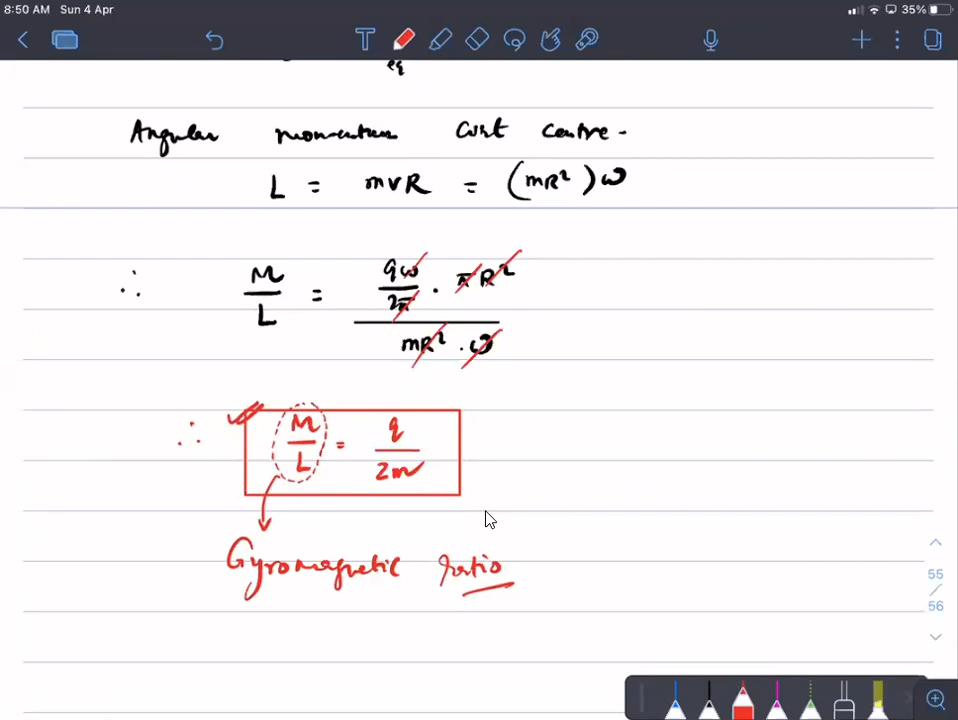 8:50 AM Sun 4 Apr
35%
eq
Angular momentum wrt centre.
L = mvR = (mR²)ω
∴ M/L = (qω/2π · πR²)/(mR² · ω)
∴ M/L = q/2m
Gyromagnetic ratio
55
/
56